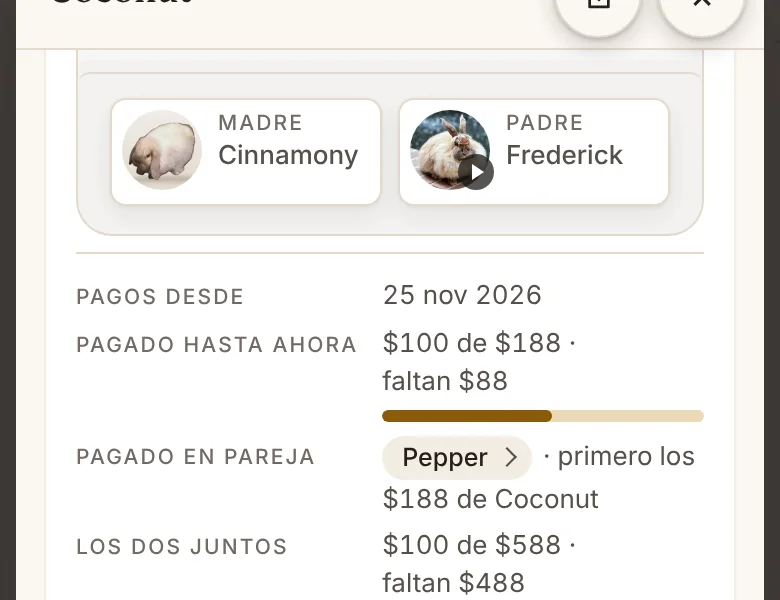 Coconut
MADRE
Cinnamony
PADRE
Frederick
PAGOS DESDE
25 nov 2026
PAGADO HASTA AHORA
$100 de $188 ·
faltan $88
PAGADO EN PAREJA
Pepper · primero los
$188 de Coconut
LOS DOS JUNTOS
$100 de $588 ·
faltan $488